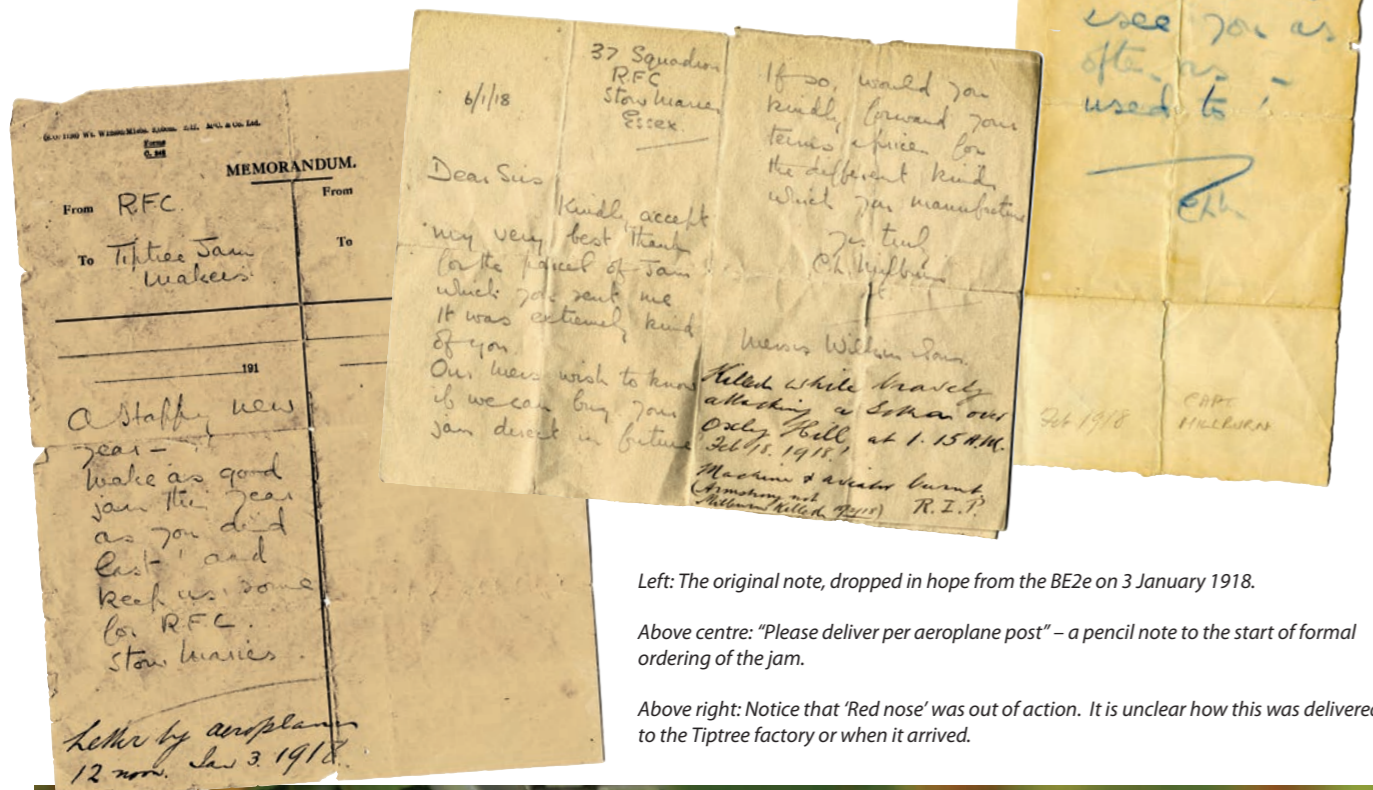 MEMORANDUM.
From RFC.
From
To Tiptree Jam
makers
To
191
A Happy new
year –
make as good
jam this year
as you did
last and
keep us some
for RFC.
Stow Maries.
Letter by aeroplane
12 noon. Jan 3. 1918.
37 Squadron
RFC
Stow Maries
Essex.
6/1/18
Dear Sirs
Kindly accept
my very best thanks
for the parcel of Jam
which you sent me
It was extremely kind
of you.
Our mess wish to know
if we can buy your
jam direct in future
If so, would you
kindly forward your
terms & prices for
the different kinds
which you manufacture
Yrs truly
C.L. Milburn
Messrs Wilkin & Sons.
Killed while bravely
attacking a Gotha over
Oxley Hill, at 1.15 A.M.
Feb 18. 1918!
Machine & aviator burnt
R.I.P.
(Armstrong not
Milburn killed)
see you as
often as I
used to!
Feb 1918
CAPT
MILLBURN
Left: The original note, dropped in hope from the BE2e on 3 January 1918.
Above centre: “Please deliver per aeroplane post” – a pencil note to the start of formal
ordering of the jam.
Above right: Notice that ‘Red nose’ was out of action. It is unclear how this was delivered
to the Tiptree factory or when it arrived.